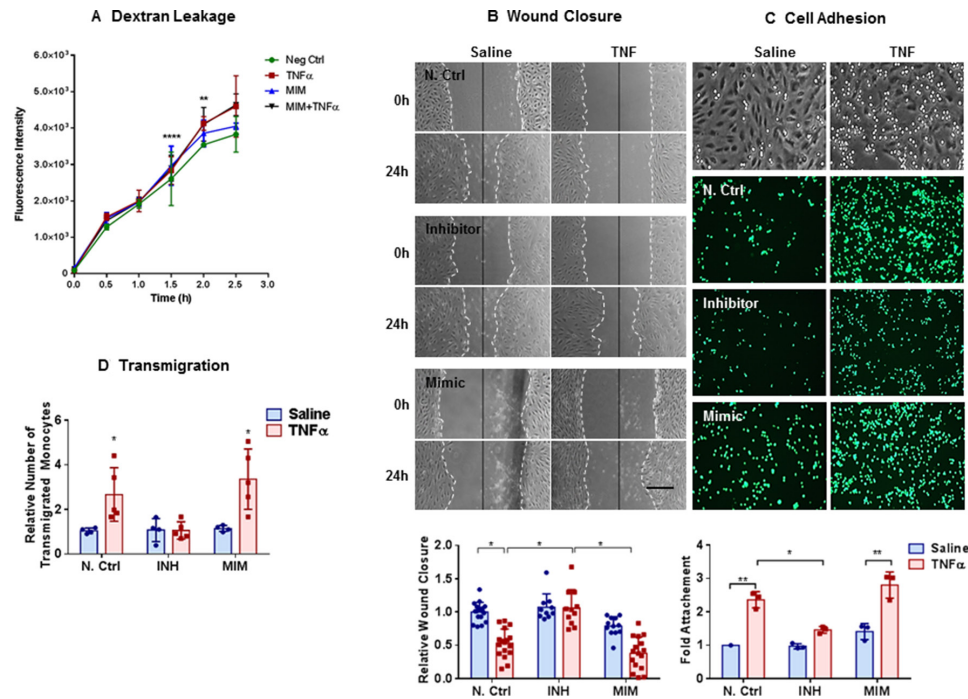 A Dextran Leakage
6.0×10³
5.0×10³
4.0×10³
3.0×10³
2.0×10³
1.0×10³
0
Fluorescence Intensity
0.0 0.5 1.0 1.5 2.0 2.5 3.0
Time (h)
****
**
Neg Ctrl
TNFα
MIM
MIM+TNFα
B Wound Closure
Saline TNF
N. Ctrl
0h
24h
Inhibitor
0h
24h
Mimic
0h
24h
Relative Wound Closure
2.0
1.5
1.0
0.5
0.0
* * *
N. Ctrl INH MIM
C Cell Adhesion
Saline TNF
N. Ctrl
Inhibitor
Mimic
Fold Attachement
4
3
2
1
0
** * **
Saline
TNFα
N. Ctrl INH MIM
D Transmigration
Saline
TNFα
Relative Number of
Transmigrated Monocytes
6
4
2
0
* *
N. Ctrl INH MIM